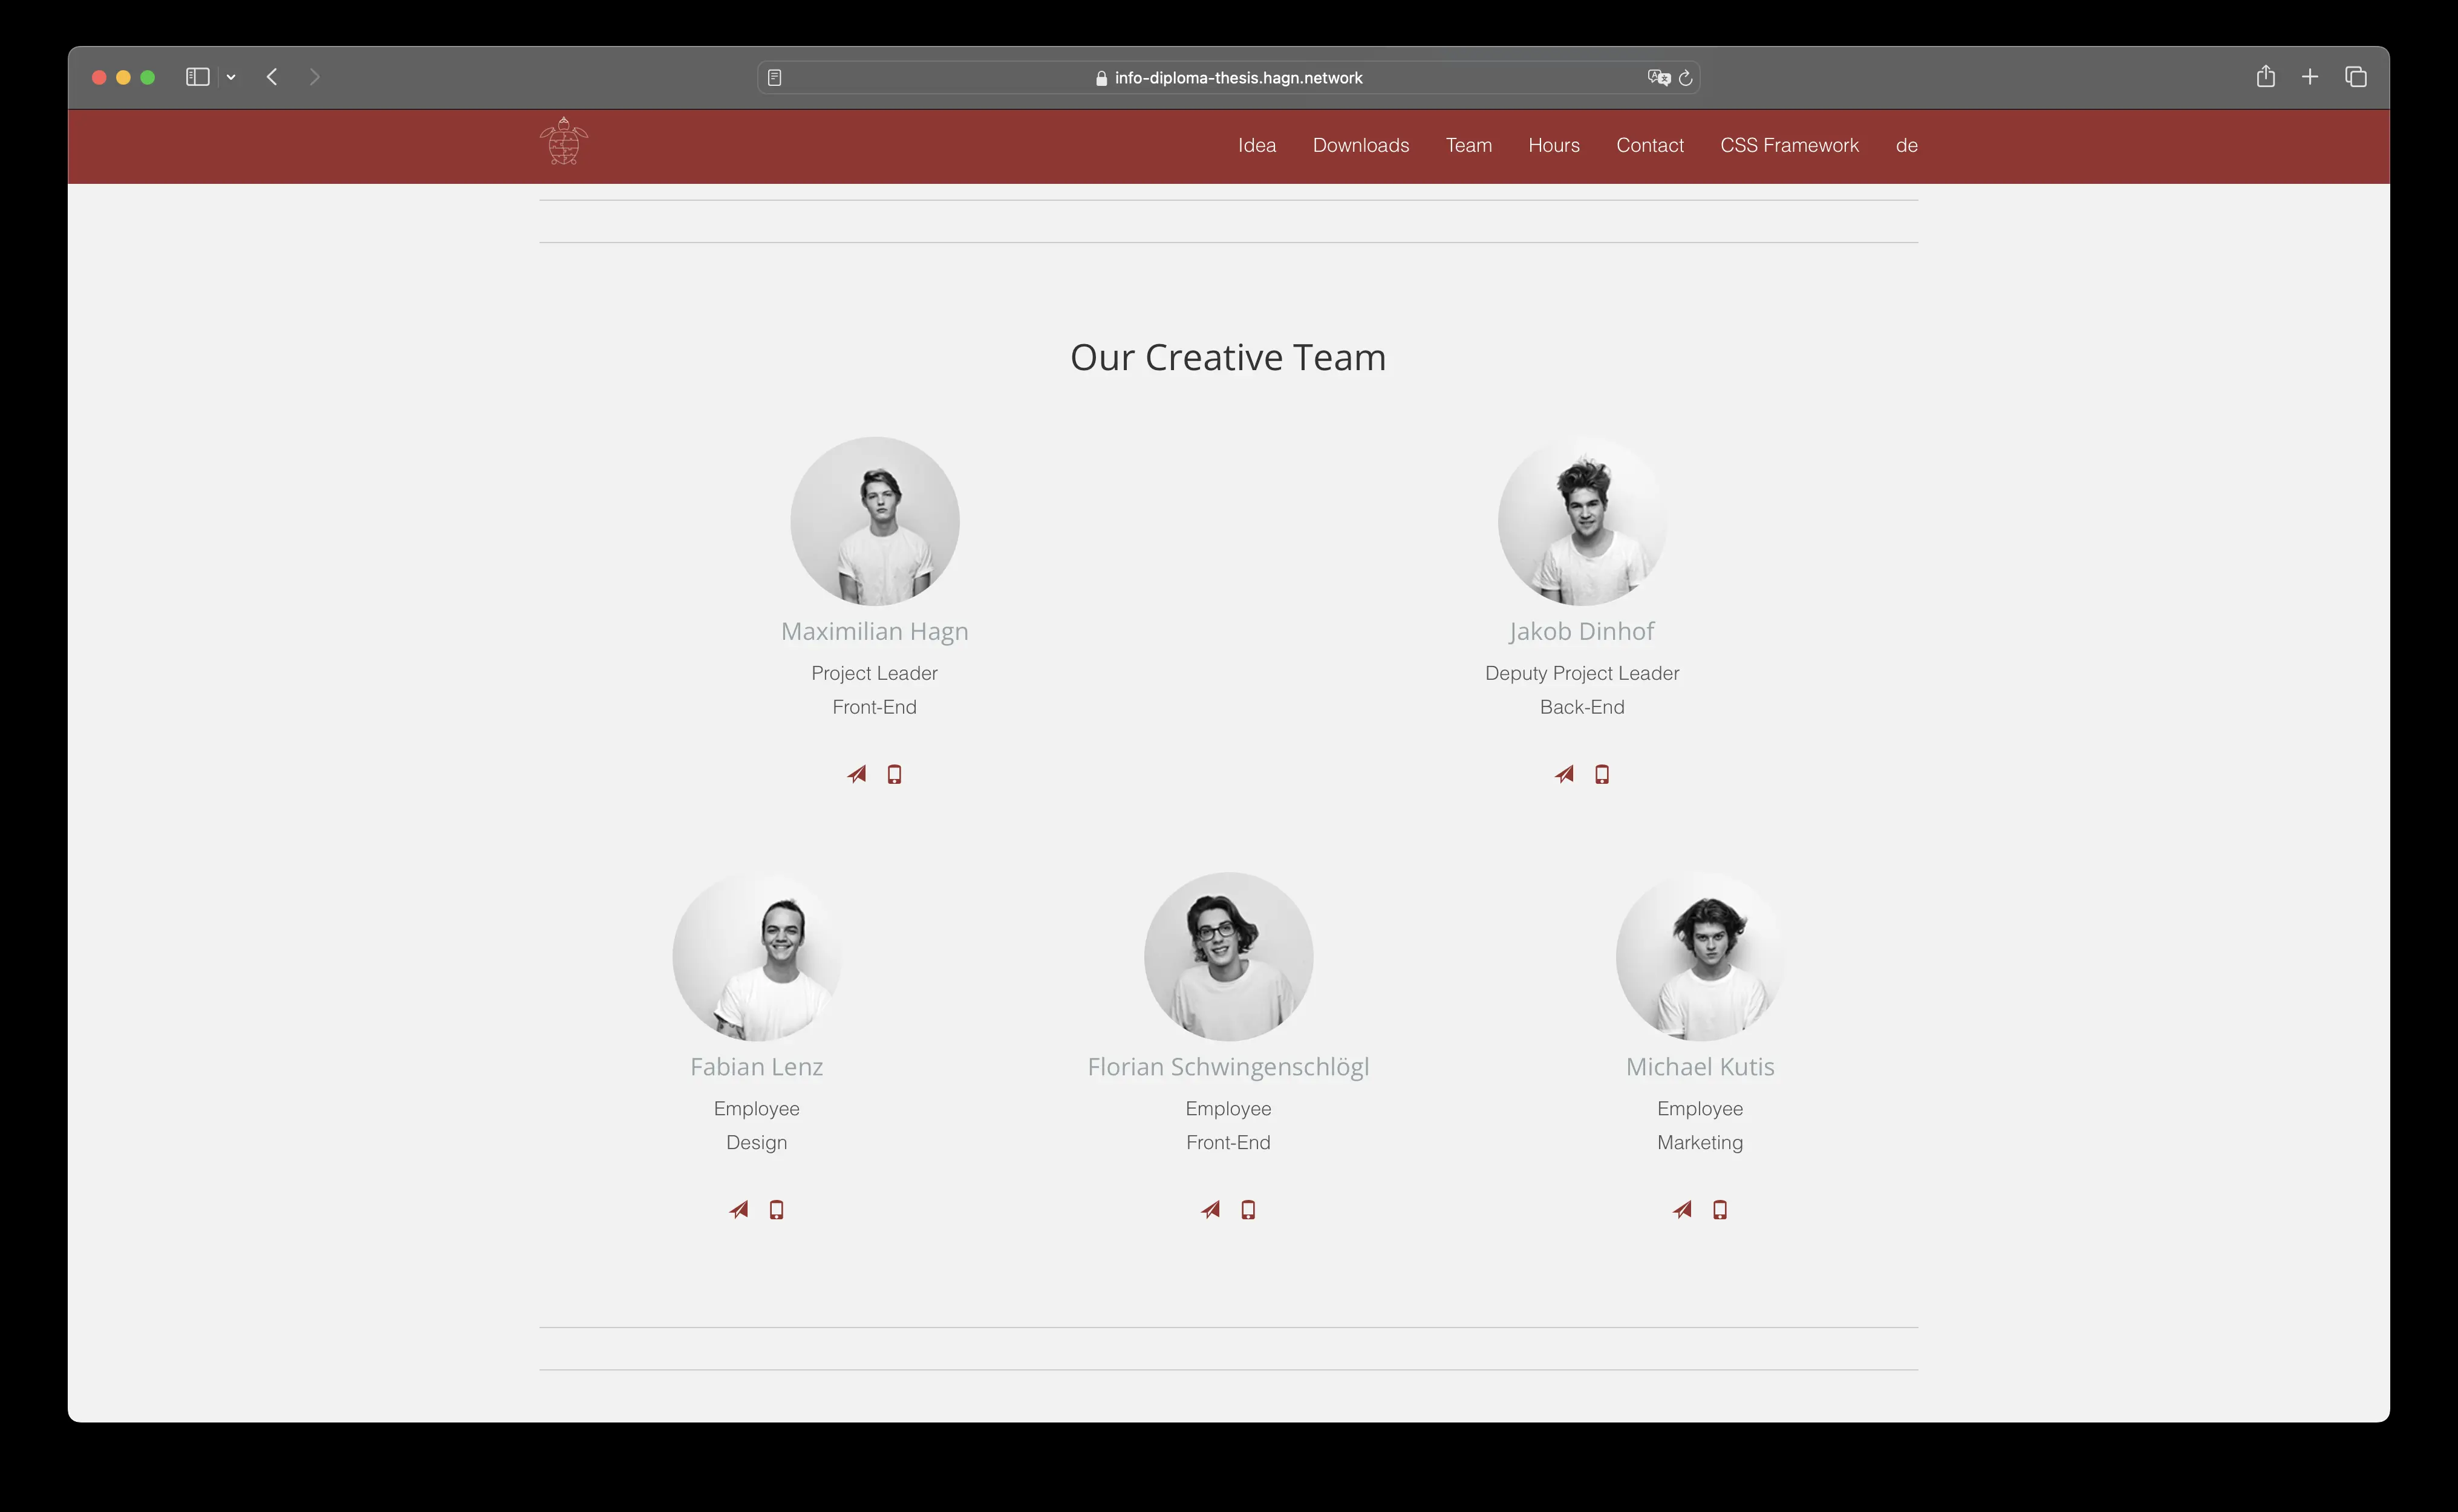 info-diploma-thesis.hagn.network
Idea Downloads Team Hours Contact CSS Framework de
Our Creative Team
Maximilian Hagn
Project Leader
Front-End
Jakob Dinhof
Deputy Project Leader
Back-End
Fabian Lenz
Employee
Design
Florian Schwingenschlögl
Employee
Front-End
Michael Kutis
Employee
Marketing